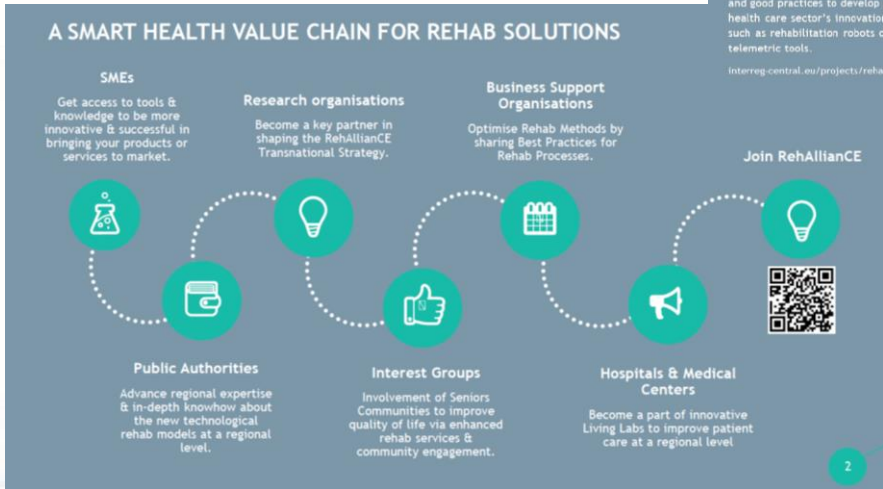 and good practices to develop
health care sector's innovation
such as rehabilitation robots
telemetric tools.
interreg-central.eu/projects/reha
A SMART HEALTH VALUE CHAIN FOR REHAB SOLUTIONS
SMEs
Get access to tools &
knowledge to be more
innovative & successful in
bringing your products or
services to market.
Research organisations
Become a key partner in
shaping the RehAllianCE
Transnational Strategy.
Business Support
Organisations
Optimise Rehab Methods by
sharing Best Practices for
Rehab Processes.
Join RehAllianCE
Public Authorities
Advance regional expertise
& in-depth knowhow about
the new technological
rehab models at a regional
level.
Interest Groups
Involvement of Seniors
Communities to improve
quality of life via enhanced
rehab services &
community engagement.
Hospitals & Medical
Centers
Become a part of innovative
Living Labs to improve patient
care at a regional level
2